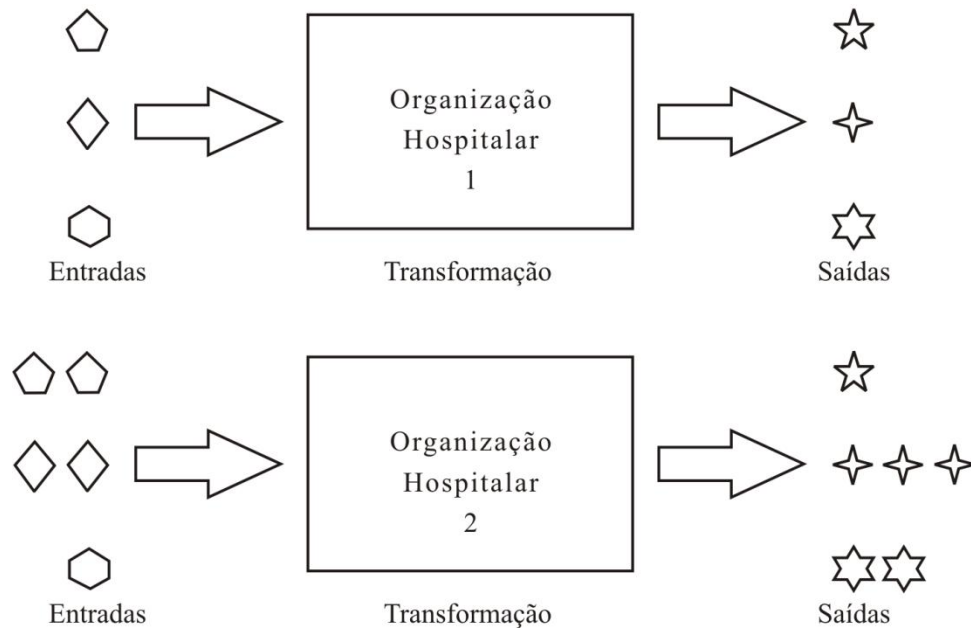 Organização
Hospitalar
1
Entradas
Transformação
Saídas
Organização
Hospitalar
2
Entradas
Transformação
Saídas